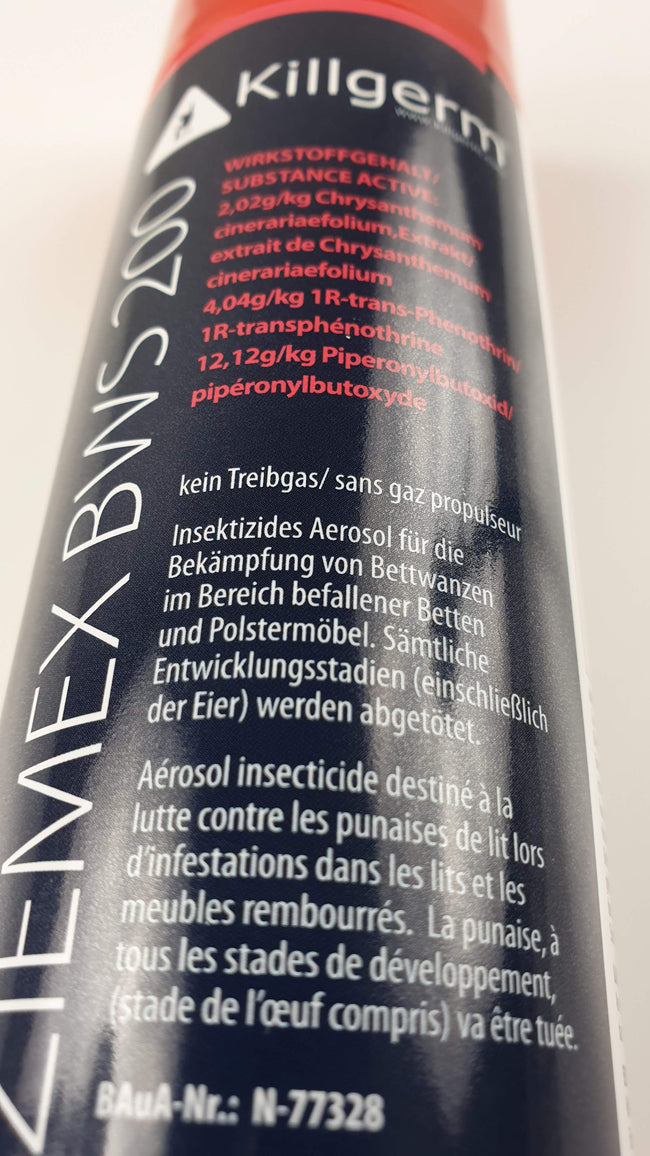 Killgerm
ZIEMEX BWS 200
WIRKSTOFFGEHALT/
SUBSTANCE ACTIVE:
2,02g/kg Chrysanthemum
cinerariaefolium,Extrakt/
extrait de Chrysanthemum
cinerariaefolium
4,04g/kg 1R-trans-Phenothrin/
1R-transphénothrine
12,12g/kg Piperonylbutoxid/
pipéronylbutoxyde
kein Treibgas/ sans gaz propulseur
Insektizides Aerosol für die
Bekämpfung von Bettwanzen
im Bereich befallener Betten
und Polstermöbel. Sämtliche
Entwicklungsstadien (einschließlich
der Eier) werden abgetötet.
Aérosol insecticide destiné à la
lutte contre les punaises de lit lors
d'infestations dans les lits et les
meubles rembourrés. La punaise, à
tous les stades de développement,
(stade de l'œuf compris) va être tuée.
BAuA-Nr.: N-77328